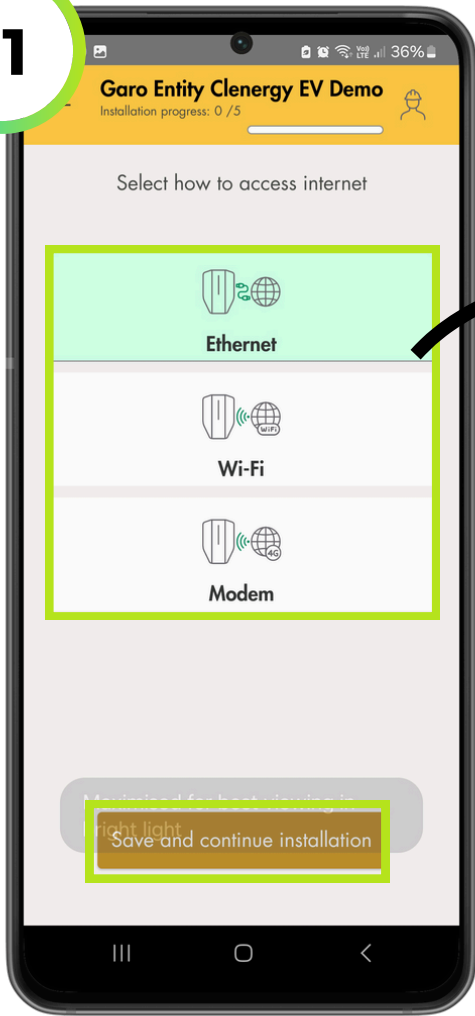 1
36%
Garo Entity Clenergy EV Demo
Installation progress: 0 /5
Select how to access internet
Ethernet
WiFi
Wi-Fi
4G
Modem
Maximised for best viewing in
bright light
Save and continue installation